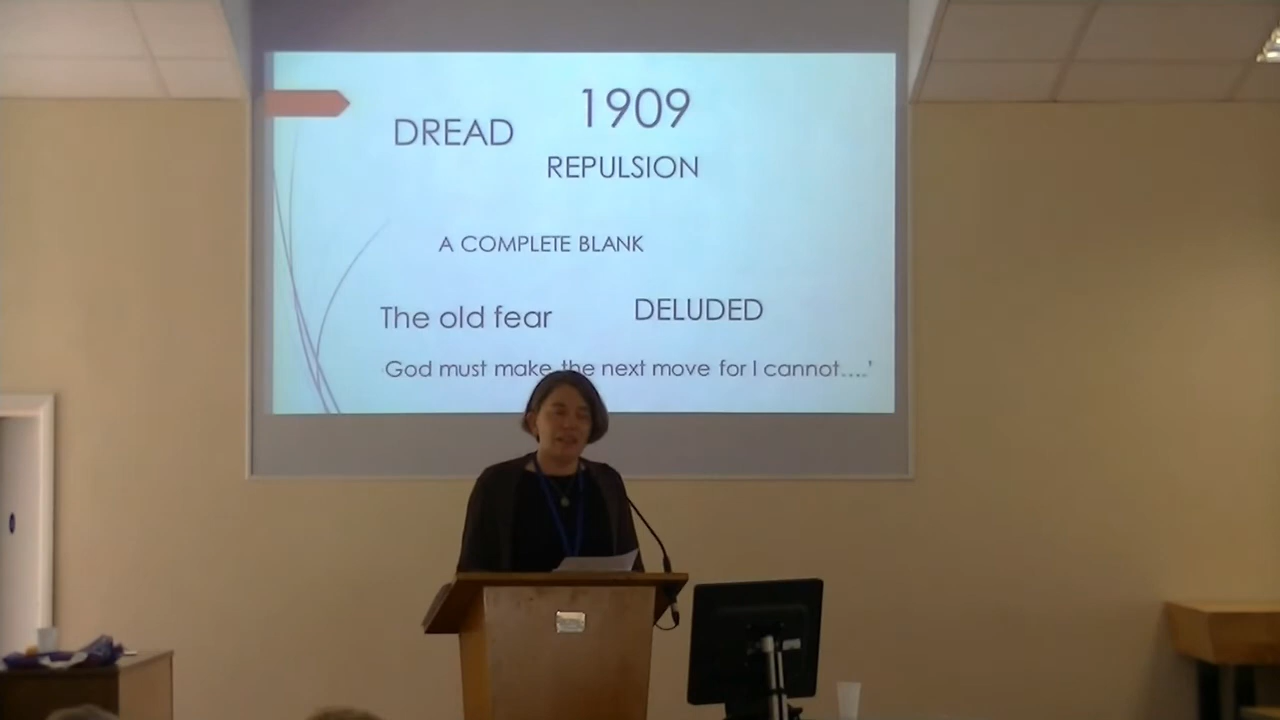 1909
DREAD
REPULSION
A COMPLETE BLANK
The old fear
DELUDED
'God must make the next move for I cannot....'